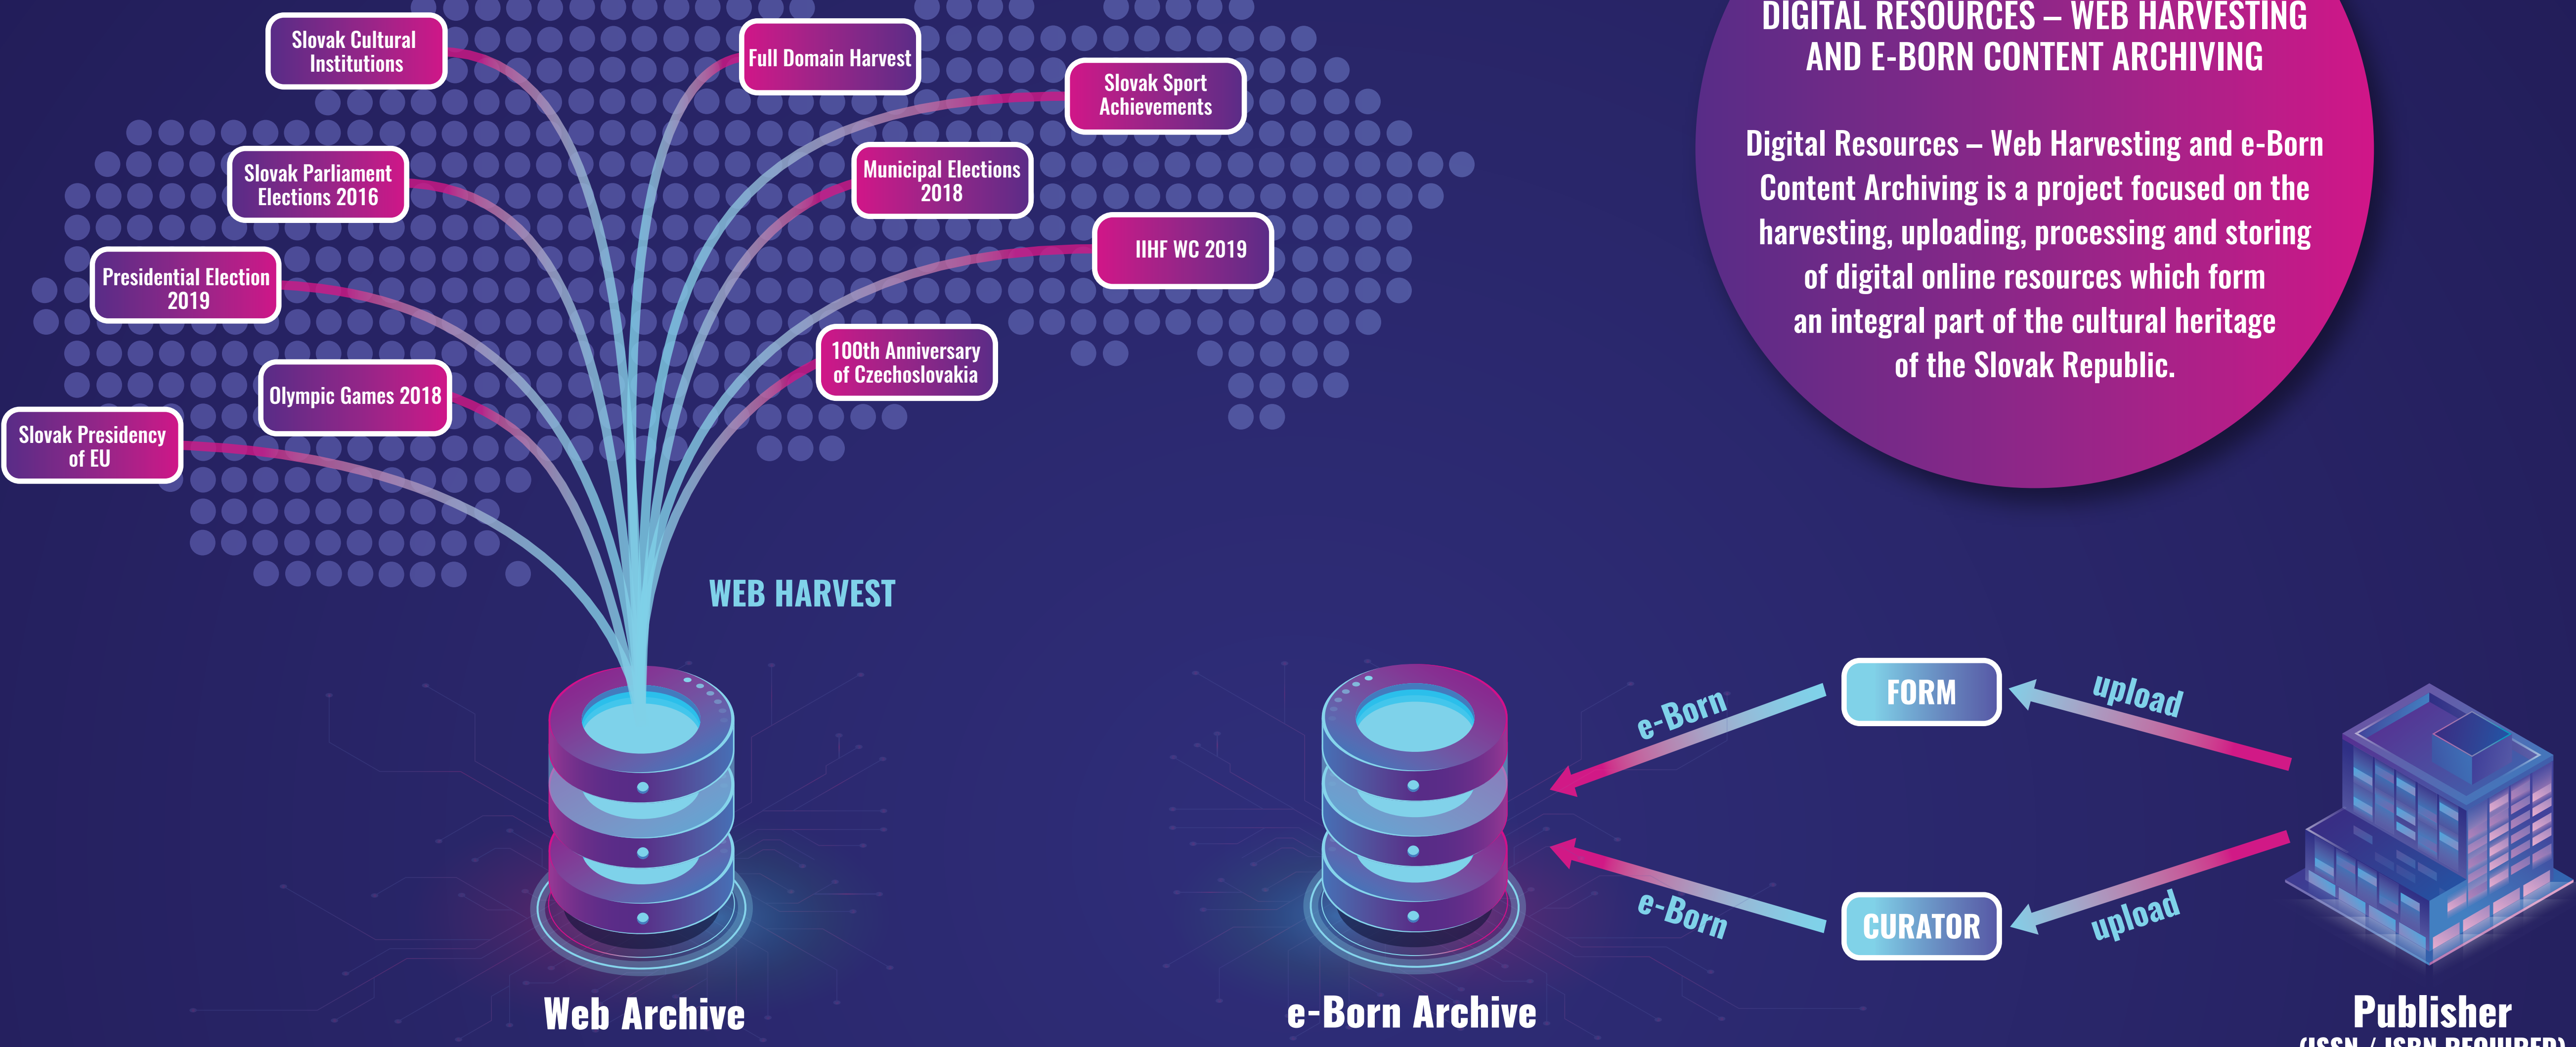 Slovak Cultural
Institutions
Full Domain Harvest
Slovak Sport
Achievements
Slovak Parliament
Elections 2016
Municipal Elections
2018
Presidential Election
2019
IIHF WC 2019
Olympic Games 2018
100th Anniversary
of Czechoslovakia
Slovak Presidency
of EU
WEB HARVEST
Web Archive
DIGITAL RESOURCES – WEB HARVESTING
AND E-BORN CONTENT ARCHIVING
Digital Resources – Web Harvesting and e-Born
Content Archiving is a project focused on the
harvesting, uploading, processing and storing
of digital online resources which form
an integral part of the cultural heritage
of the Slovak Republic.
e-Born
FORM
upload
e-Born
CURATOR
upload
e-Born Archive
Publisher
(ISSN / ISBN REQUIRED)